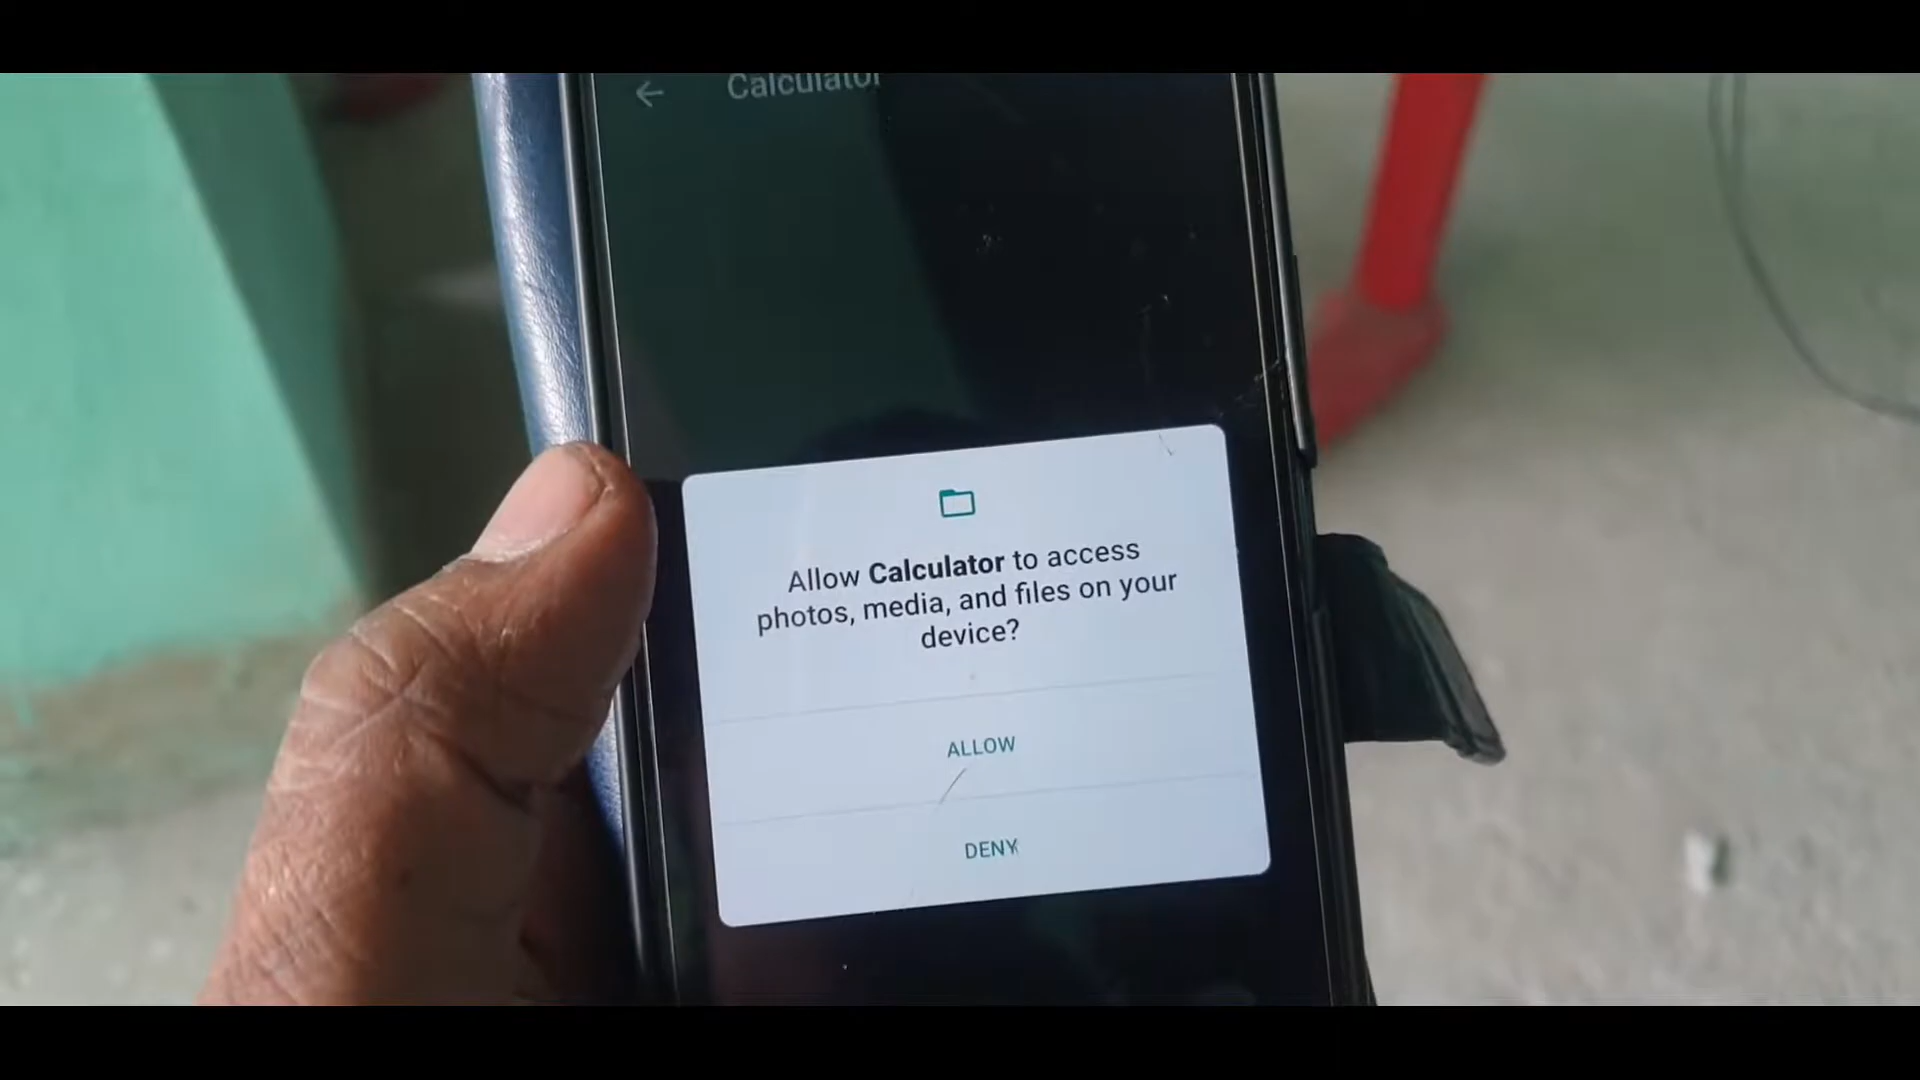 Calculator
Allow Calculator to access
photos, media, and files on your
device?
ALLOW
DENY